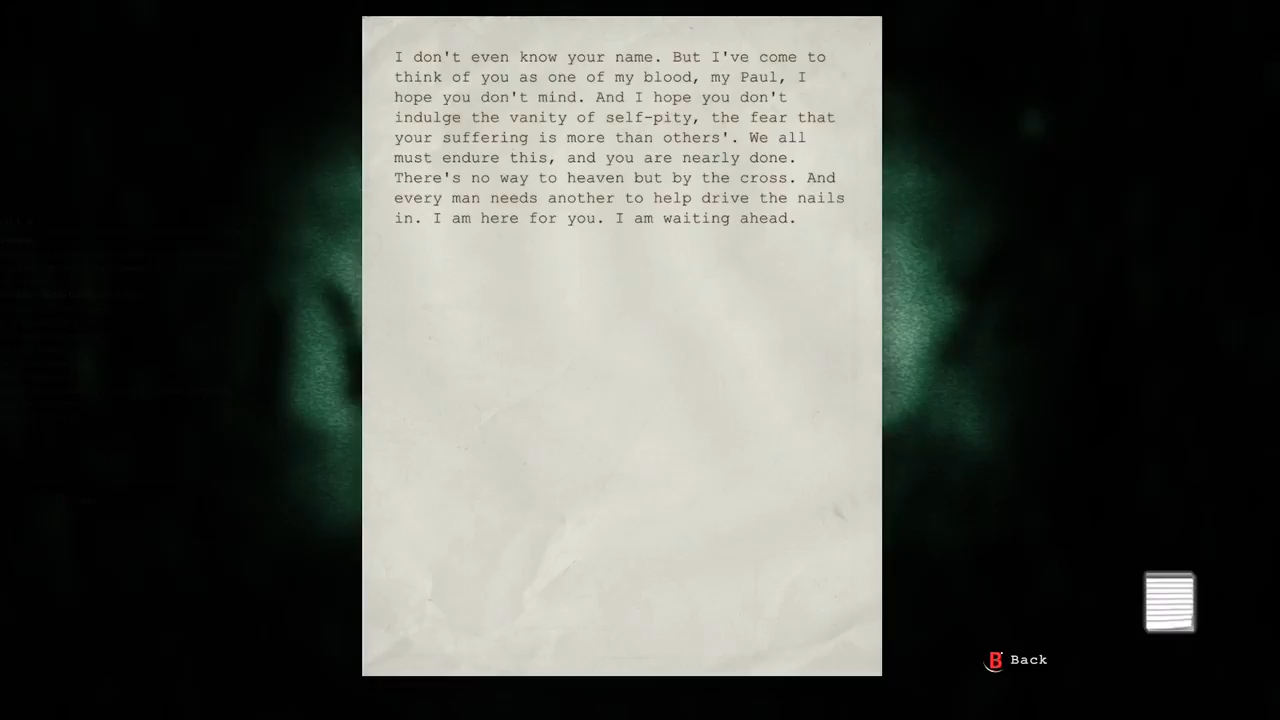 I don't even know your name. But I've come to
think of you as one of my blood, my Paul, I
hope you don't mind. And I hope you don't
indulge the vanity of self-pity, the fear that
your suffering is more than others'. We all
must endure this, and you are nearly done.
There's no way to heaven but by the cross. And
every man needs another to help drive the nails
in. I am here for you. I am waiting ahead.
B Back